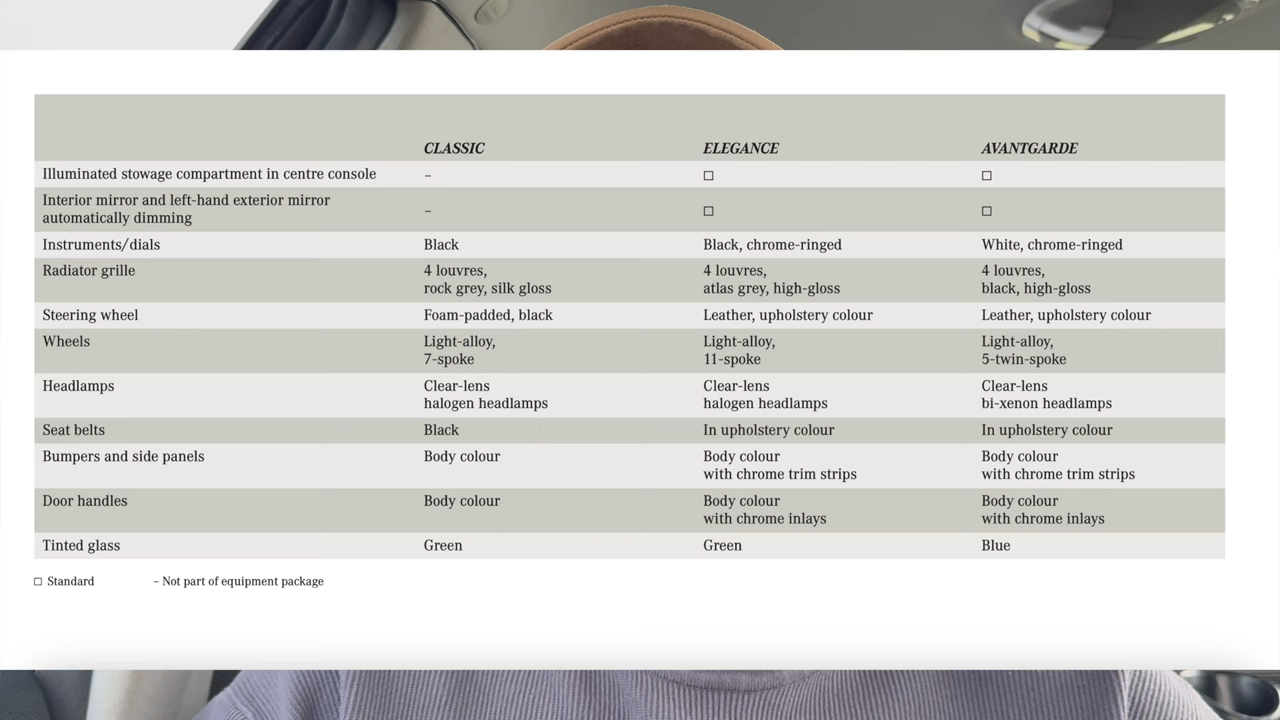 CLASSIC ELEGANCE AVANTGARDE
Illuminated stowage compartment in centre console – □ □
Interior mirror and left-hand exterior mirror
automatically dimming – □ □
Instruments/dials Black Black, chrome-ringed White, chrome-ringed
Radiator grille 4 louvres, 4 louvres, 4 louvres,
rock grey, silk gloss atlas grey, high-gloss black, high-gloss
Steering wheel Foam-padded, black Leather, upholstery colour Leather, upholstery colour
Wheels Light-alloy, Light-alloy, Light-alloy,
7-spoke 11-spoke 5-twin-spoke
Headlamps Clear-lens Clear-lens Clear-lens
halogen headlamps halogen headlamps bi-xenon headlamps
Seat belts Black In upholstery colour In upholstery colour
Bumpers and side panels Body colour Body colour Body colour
with chrome trim strips with chrome trim strips
Door handles Body colour Body colour Body colour
with chrome inlays with chrome inlays
Tinted glass Green Green Blue
□ Standard – Not part of equipment package